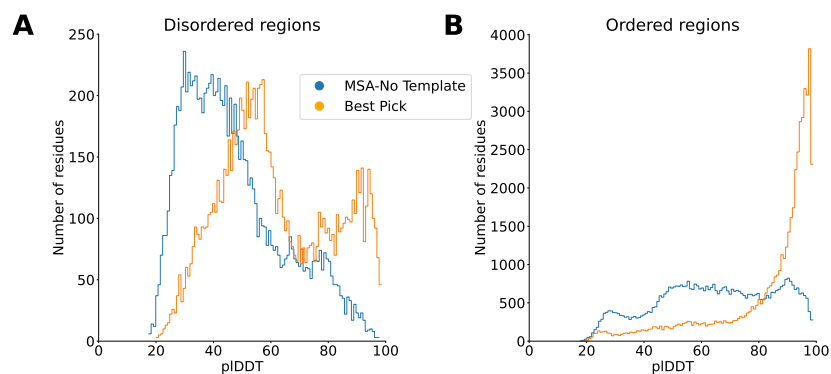 A
Disordered regions
250
200
150
100
50
0
Number of residues
0
20
40
60
80
100
plDDT
MSA-No Template
Best Pick
B
Ordered regions
4000
3500
3000
2500
2000
1500
1000
500
0
Number of residues
0
20
40
60
80
100
plDDT